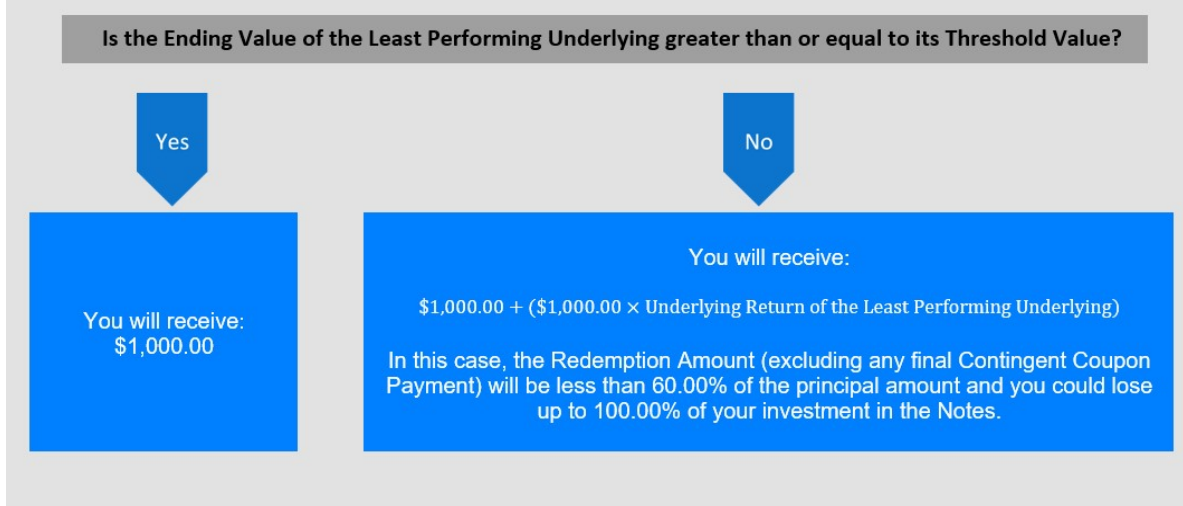 Is the Ending Value of the Least Performing Underlying greater than or equal to its Threshold Value?
Yes
No
You will receive:
$1,000.00
You will receive:
$1,000.00 + ($1,000.00 × Underlying Return of the Least Performing Underlying)
In this case, the Redemption Amount (excluding any final Contingent Coupon
Payment) will be less than 60.00% of the principal amount and you could lose
up to 100.00% of your investment in the Notes.